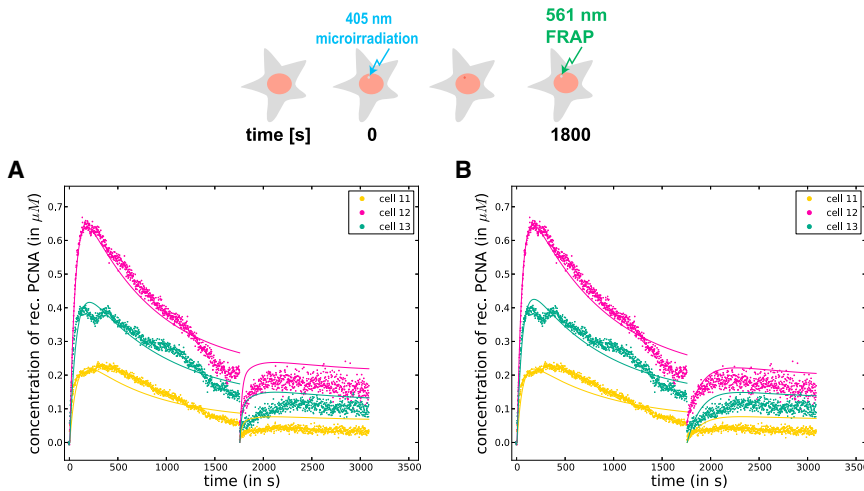 405 nm
microirradiation
561 nm
FRAP
time [s]
0
1800
A
cell 11
cell 12
cell 13
concentration of rec. PCNA (in μM)
0.7
0.6
0.5
0.4
0.3
0.2
0.1
0.0
0
500
1000
1500
2000
2500
3000
3500
time (in s)
B
cell 11
cell 12
cell 13
concentration of rec. PCNA (in μM)
0.7
0.6
0.5
0.4
0.3
0.2
0.1
0.0
0
500
1000
1500
2000
2500
3000
3500
time (in s)